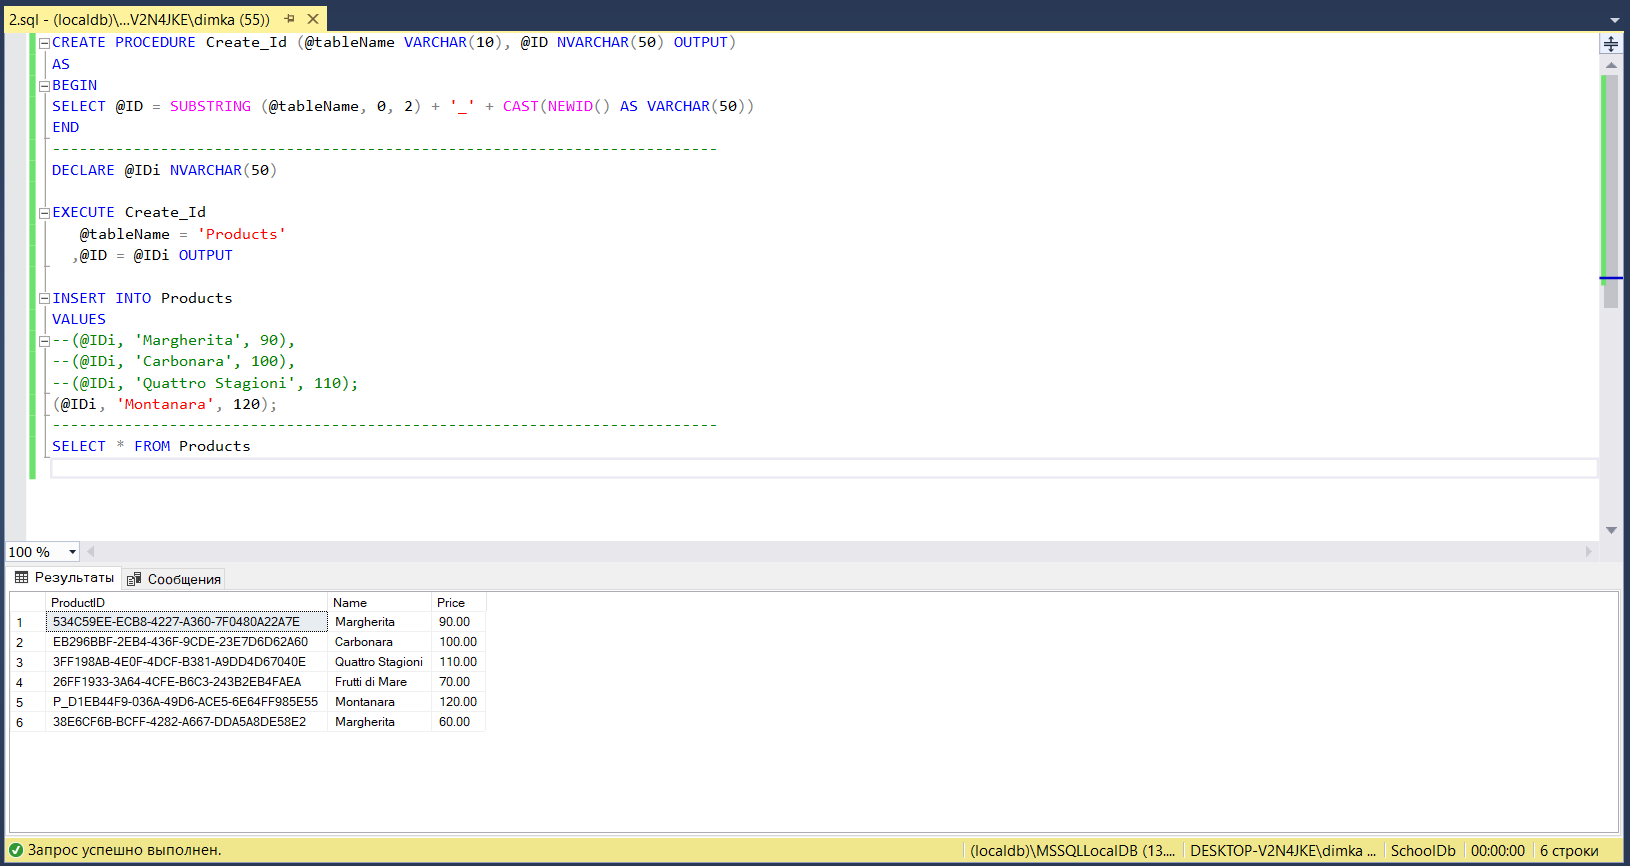 2.sql - (localdb)\...V2N4JKE\dimka (55))
CREATE PROCEDURE Create_Id (@tableName VARCHAR(10), @ID NVARCHAR(50) OUTPUT)
AS
BEGIN
SELECT @ID = SUBSTRING (@tableName, 0, 2) + '_' + CAST(NEWID() AS VARCHAR(50))
END
--------------------------------------------------------------------------
DECLARE @IDi NVARCHAR(50)
EXECUTE Create_Id
@tableName = 'Products'
,@ID = @IDi OUTPUT
INSERT INTO Products
VALUES
--(@IDi, 'Margherita', 90),
--(@IDi, 'Carbonara', 100),
--(@IDi, 'Quattro Stagioni', 110);
(@IDi, 'Montanara', 120);
--------------------------------------------------------------------------
SELECT * FROM Products
100 %
Результаты Сообщения
ProductID Name Price
1 534C59EE-ECB8-4227-A360-7F0480A22A7E Margherita 90.00
2 EB296BBF-2EB4-436F-9CDE-23E7D6D62A60 Carbonara 100.00
3 3FF198AB-4E0F-4DCF-B381-A9DD4D67040E Quattro Stagioni 110.00
4 26FF1933-3A64-4CFE-B6C3-243B2EB4FAEA Frutti di Mare 70.00
5 P_D1EB44F9-036A-49D6-ACE5-6E64FF985E55 Montanara 120.00
6 38E6CF6B-BCFF-4282-A667-DDA5A8DE58E2 Margherita 60.00
Запрос успешно выполнен. (localdb)\MSSQLLocalDB (13.... DESKTOP-V2N4JKE\dimka ... SchoolDb 00:00:00 6 строки